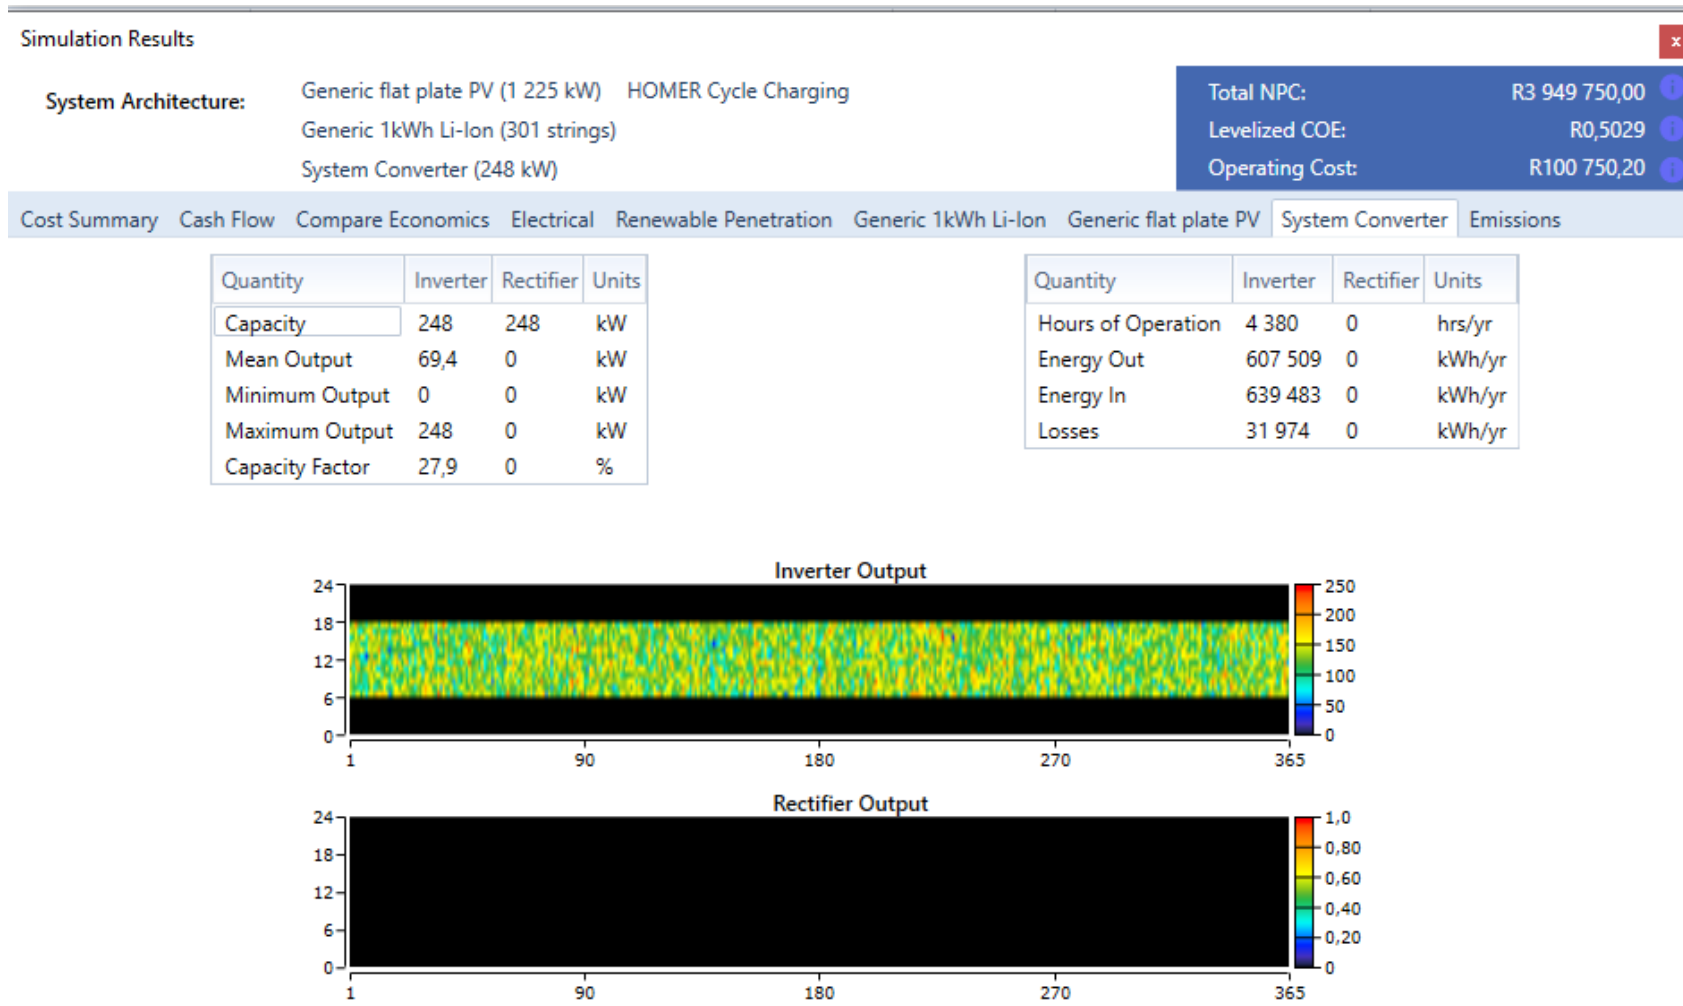 Simulation Results
x
System Architecture:
Generic flat plate PV (1 225 kW) HOMER Cycle Charging
Generic 1kWh Li-Ion (301 strings)
System Converter (248 kW)
Total NPC: R3 949 750,00
Levelized COE: R0,5029
Operating Cost: R100 750,20
Cost Summary Cash Flow Compare Economics Electrical Renewable Penetration Generic 1kWh Li-Ion Generic flat plate PV System Converter Emissions
Quantity Inverter Rectifier Units
Capacity 248 248 kW
Mean Output 69,4 0 kW
Minimum Output 0 0 kW
Maximum Output 248 0 kW
Capacity Factor 27,9 0 %
Quantity Inverter Rectifier Units
Hours of Operation 4 380 0 hrs/yr
Energy Out 607 509 0 kWh/yr
Energy In 639 483 0 kWh/yr
Losses 31 974 0 kWh/yr
Inverter Output
24
18
12
6
0
1 90 180 270 365
250
200
150
100
50
0
Rectifier Output
24
18
12
6
0
1 90 180 270 365
1,0
0,80
0,60
0,40
0,20
0